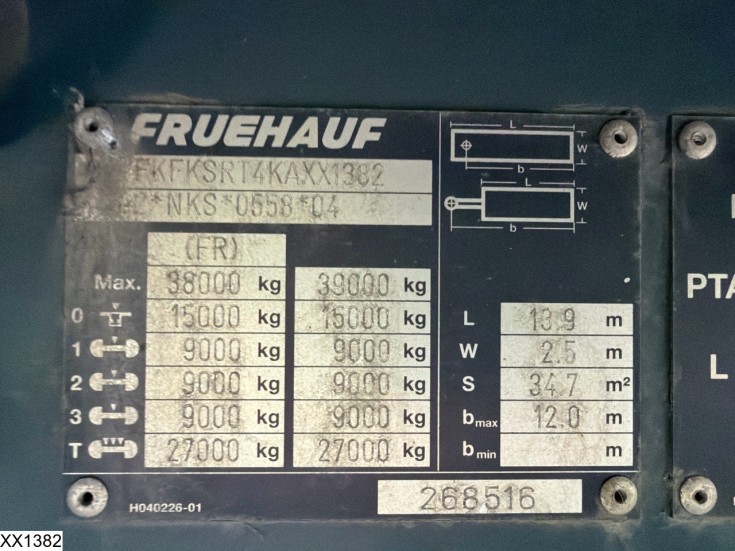 FRUEHAUF
FKFKSRT4KAXX1382
*NKS*0658*04
(FR)
Max. 38000 kg 39000 kg
0 15000 kg 15000 kg
1 9000 kg 9000 kg
2 9000 kg 9000 kg
3 9000 kg 9000 kg
T 27000 kg 27000 kg
H040226-01
L
W
b
L
W
b
L 13.9 m
W 2.5 m
S 34.7 m²
bmax 12.0 m
bmin m
268516
PTA
L
XX1382